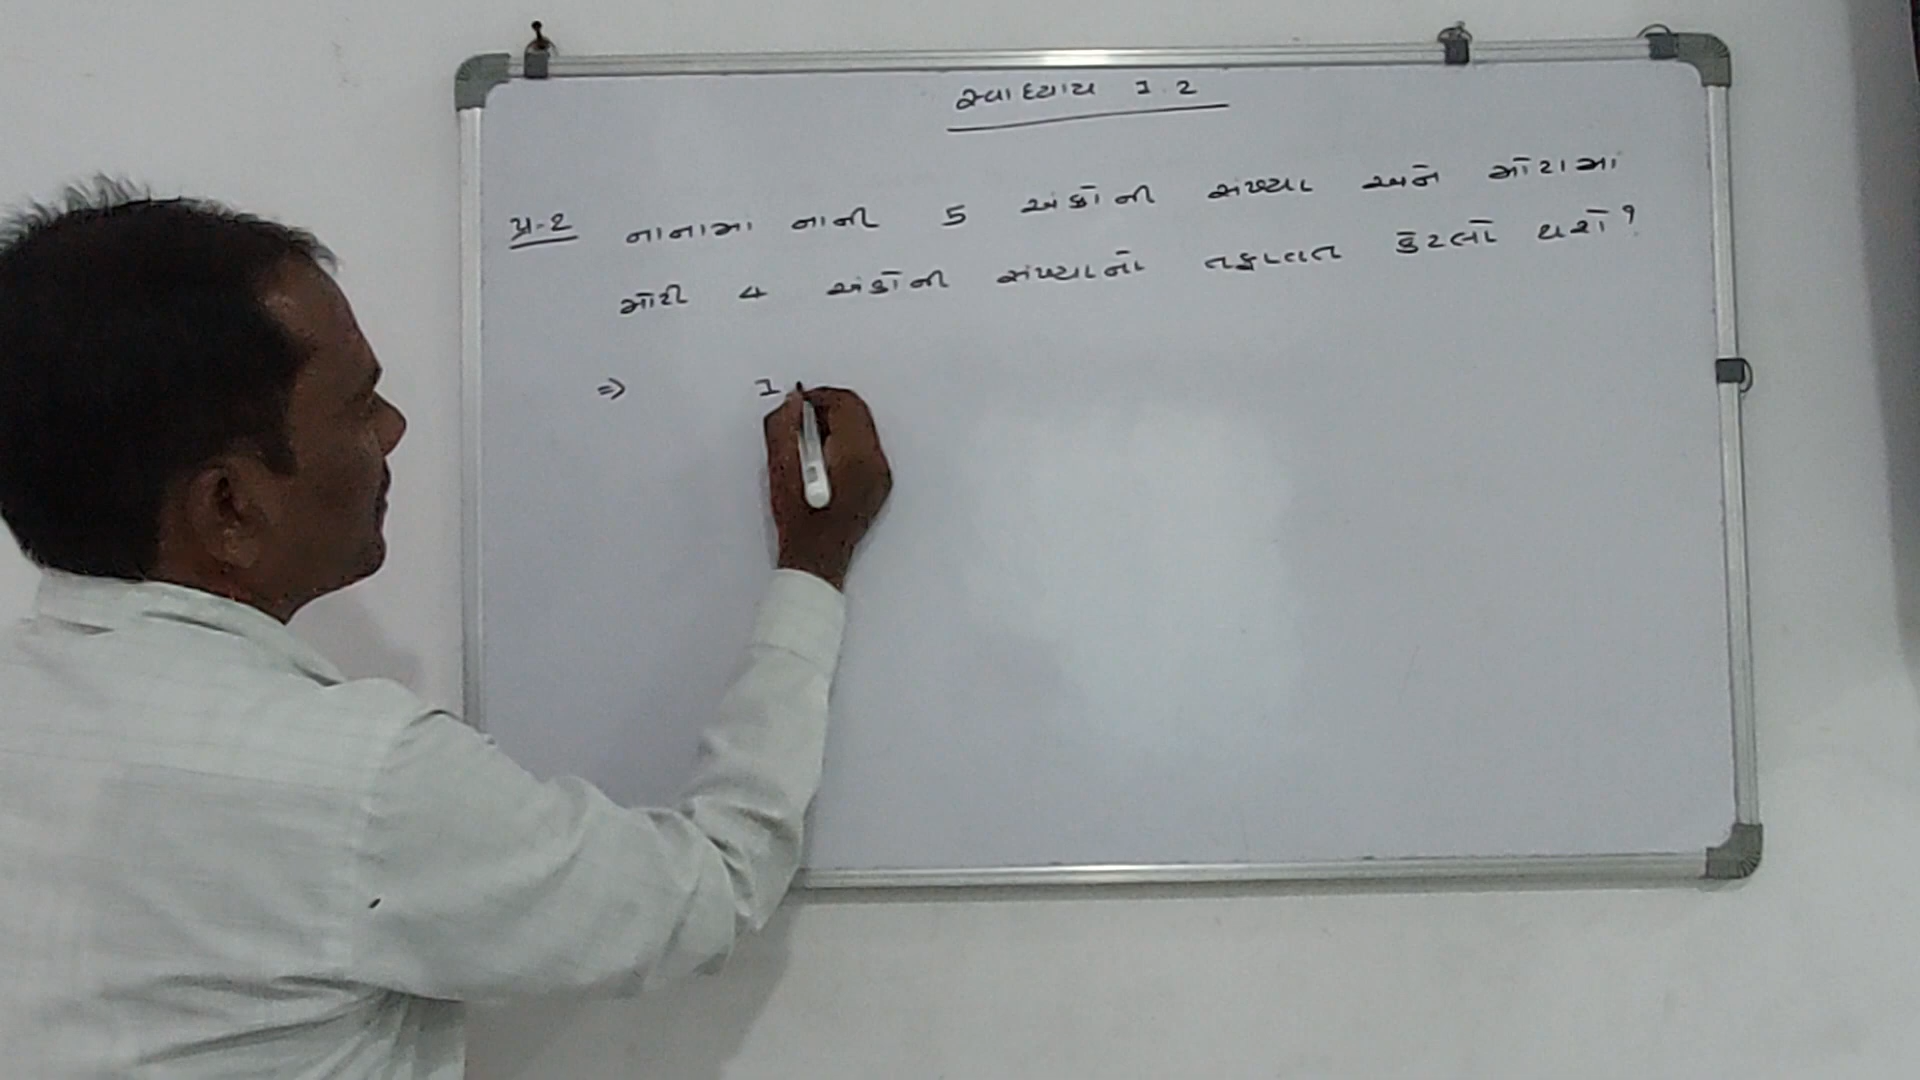 સ્વાધ્યાય 1.2
પ્ર-2 નાનામાં નાની 5 અંકોની સંખ્યા અને મોટામાં
મોટી 4 અંકોની સંખ્યાનો તફાવત કેટલો થશે?
⇒ 1